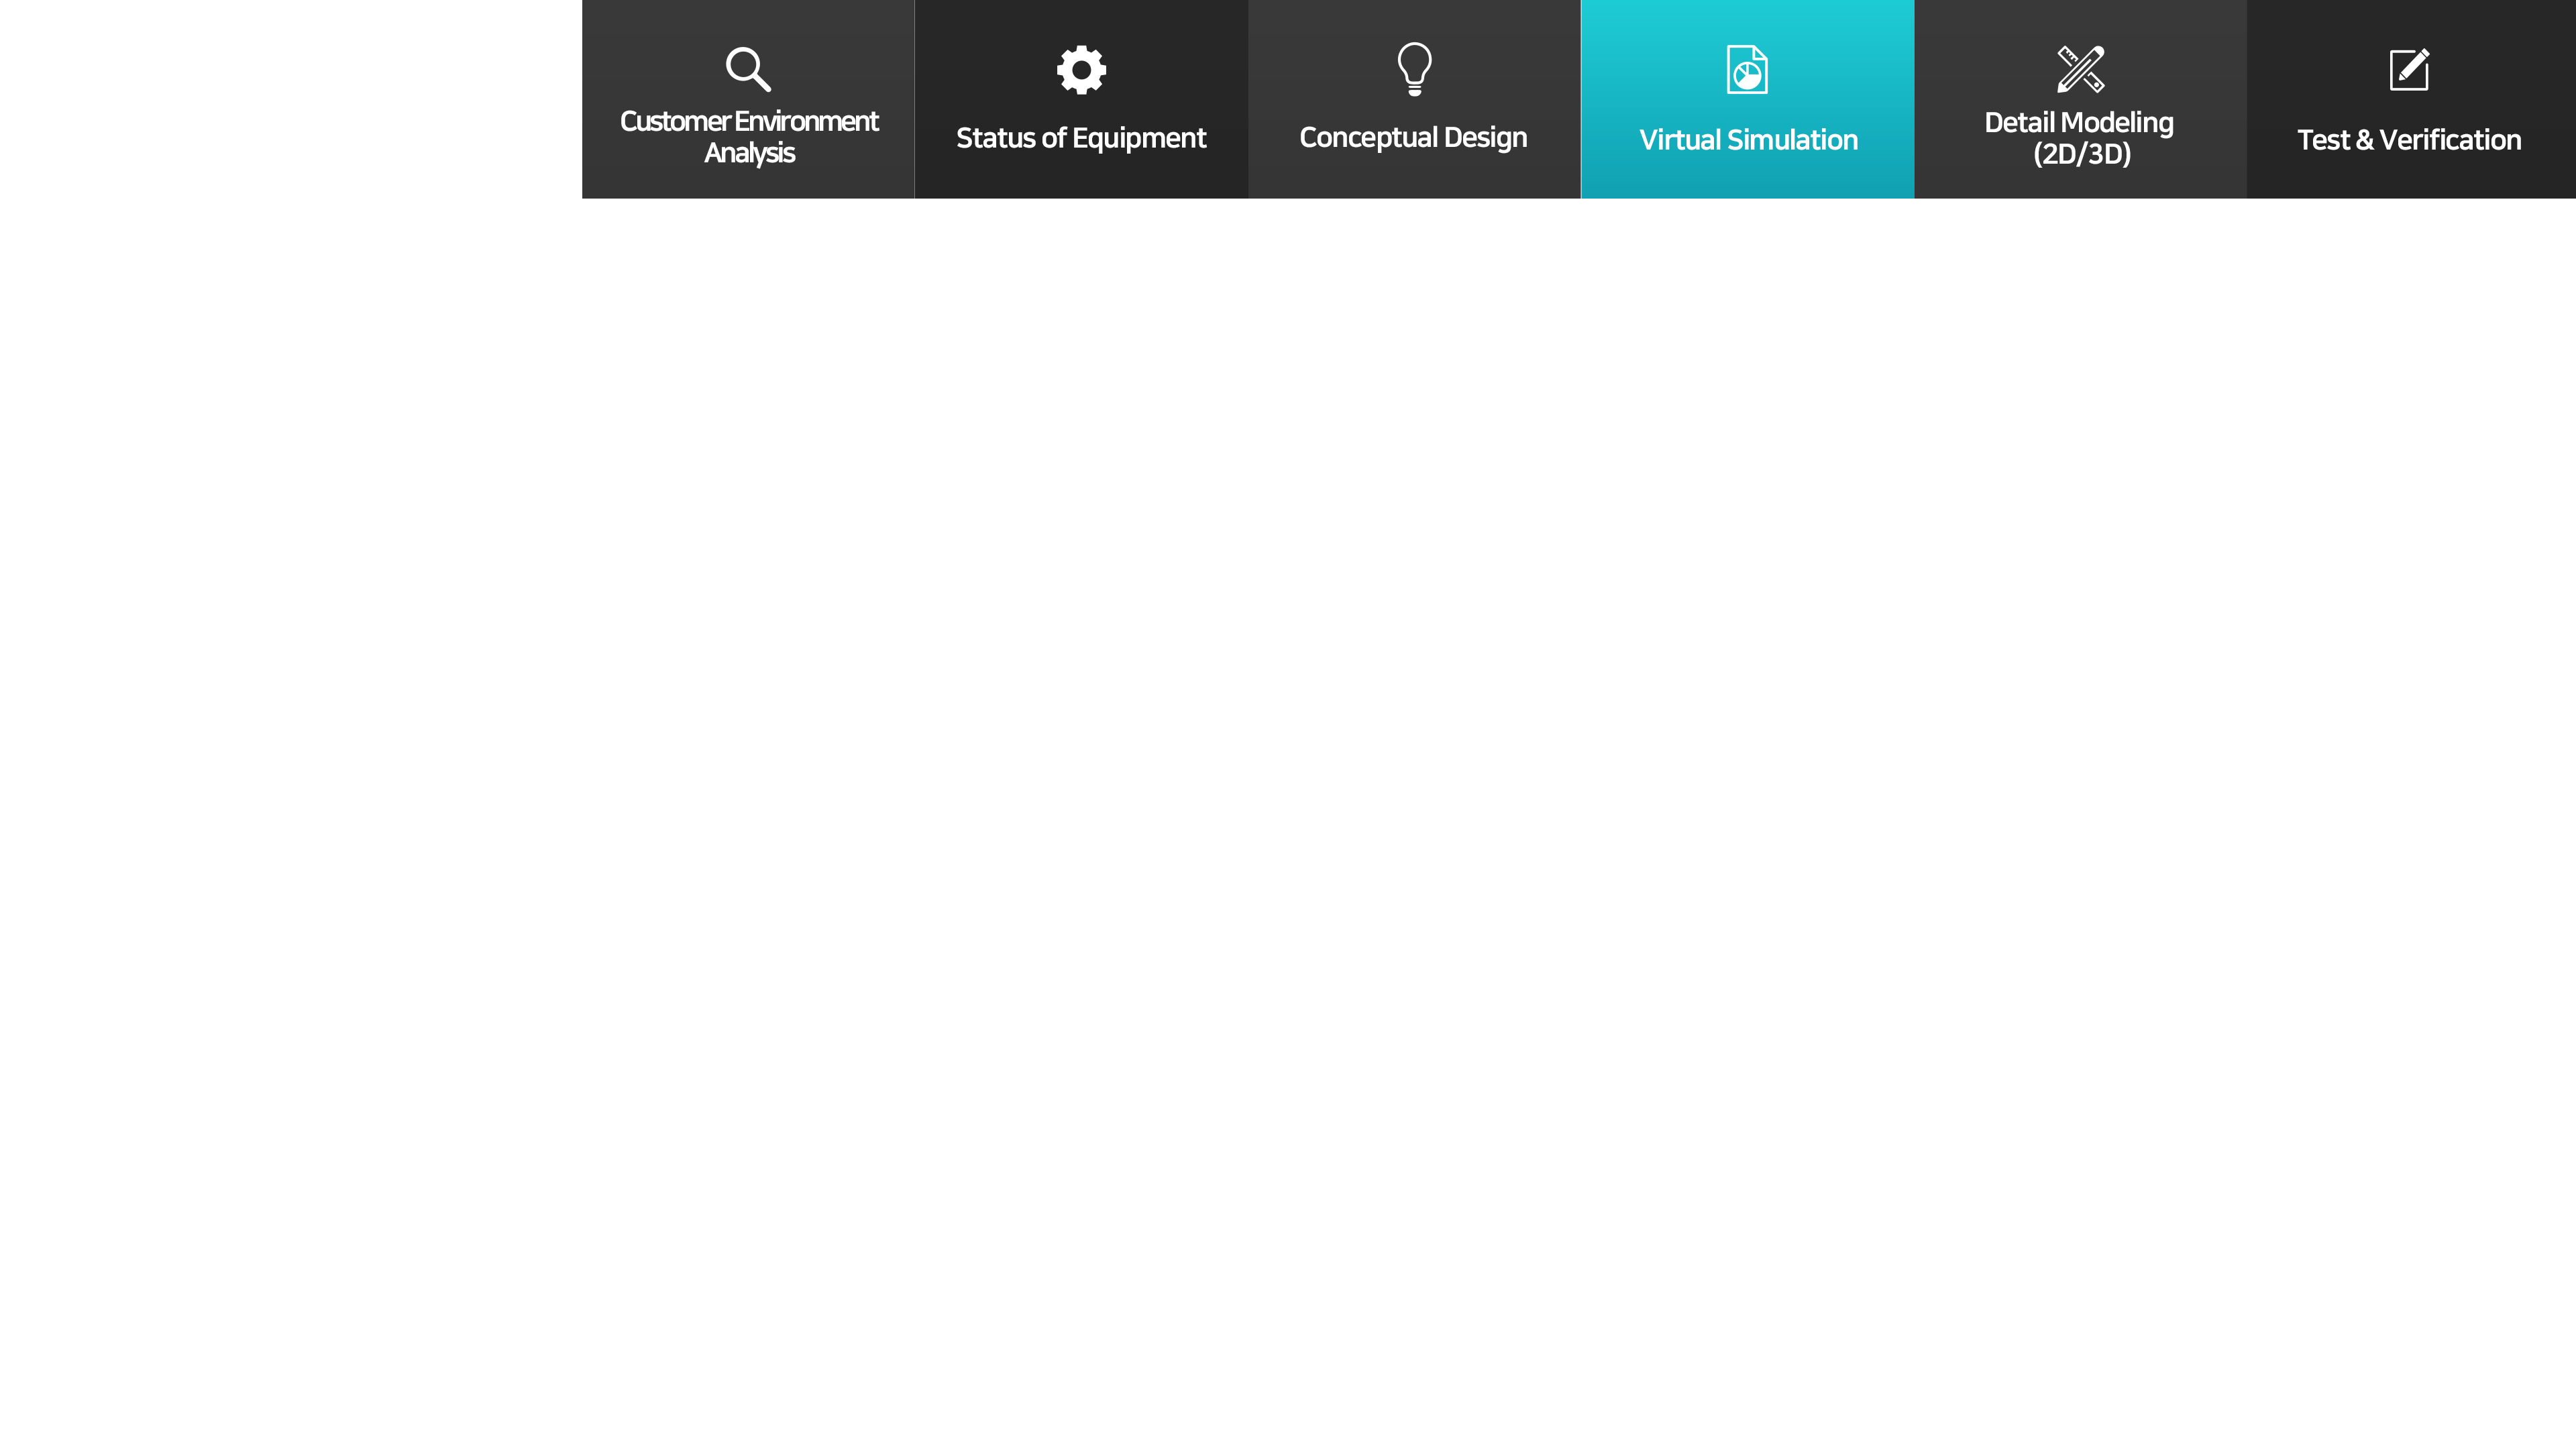 Customer Environment
Analysis
Status of Equipment
Conceptual Design
Virtual Simulation
Detail Modeling
(2D/3D)
Test & Verification